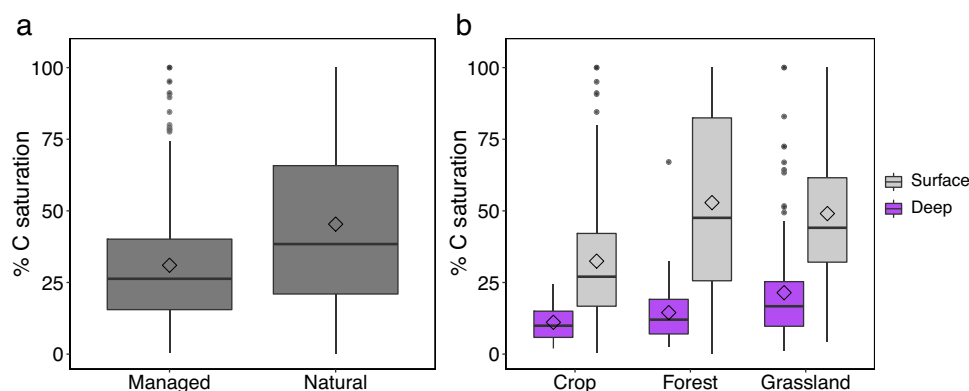 a
% C saturation
100
75
50
25
0
Managed Natural
b
% C saturation
100
75
50
25
0
Crop Forest Grassland
Surface
Deep